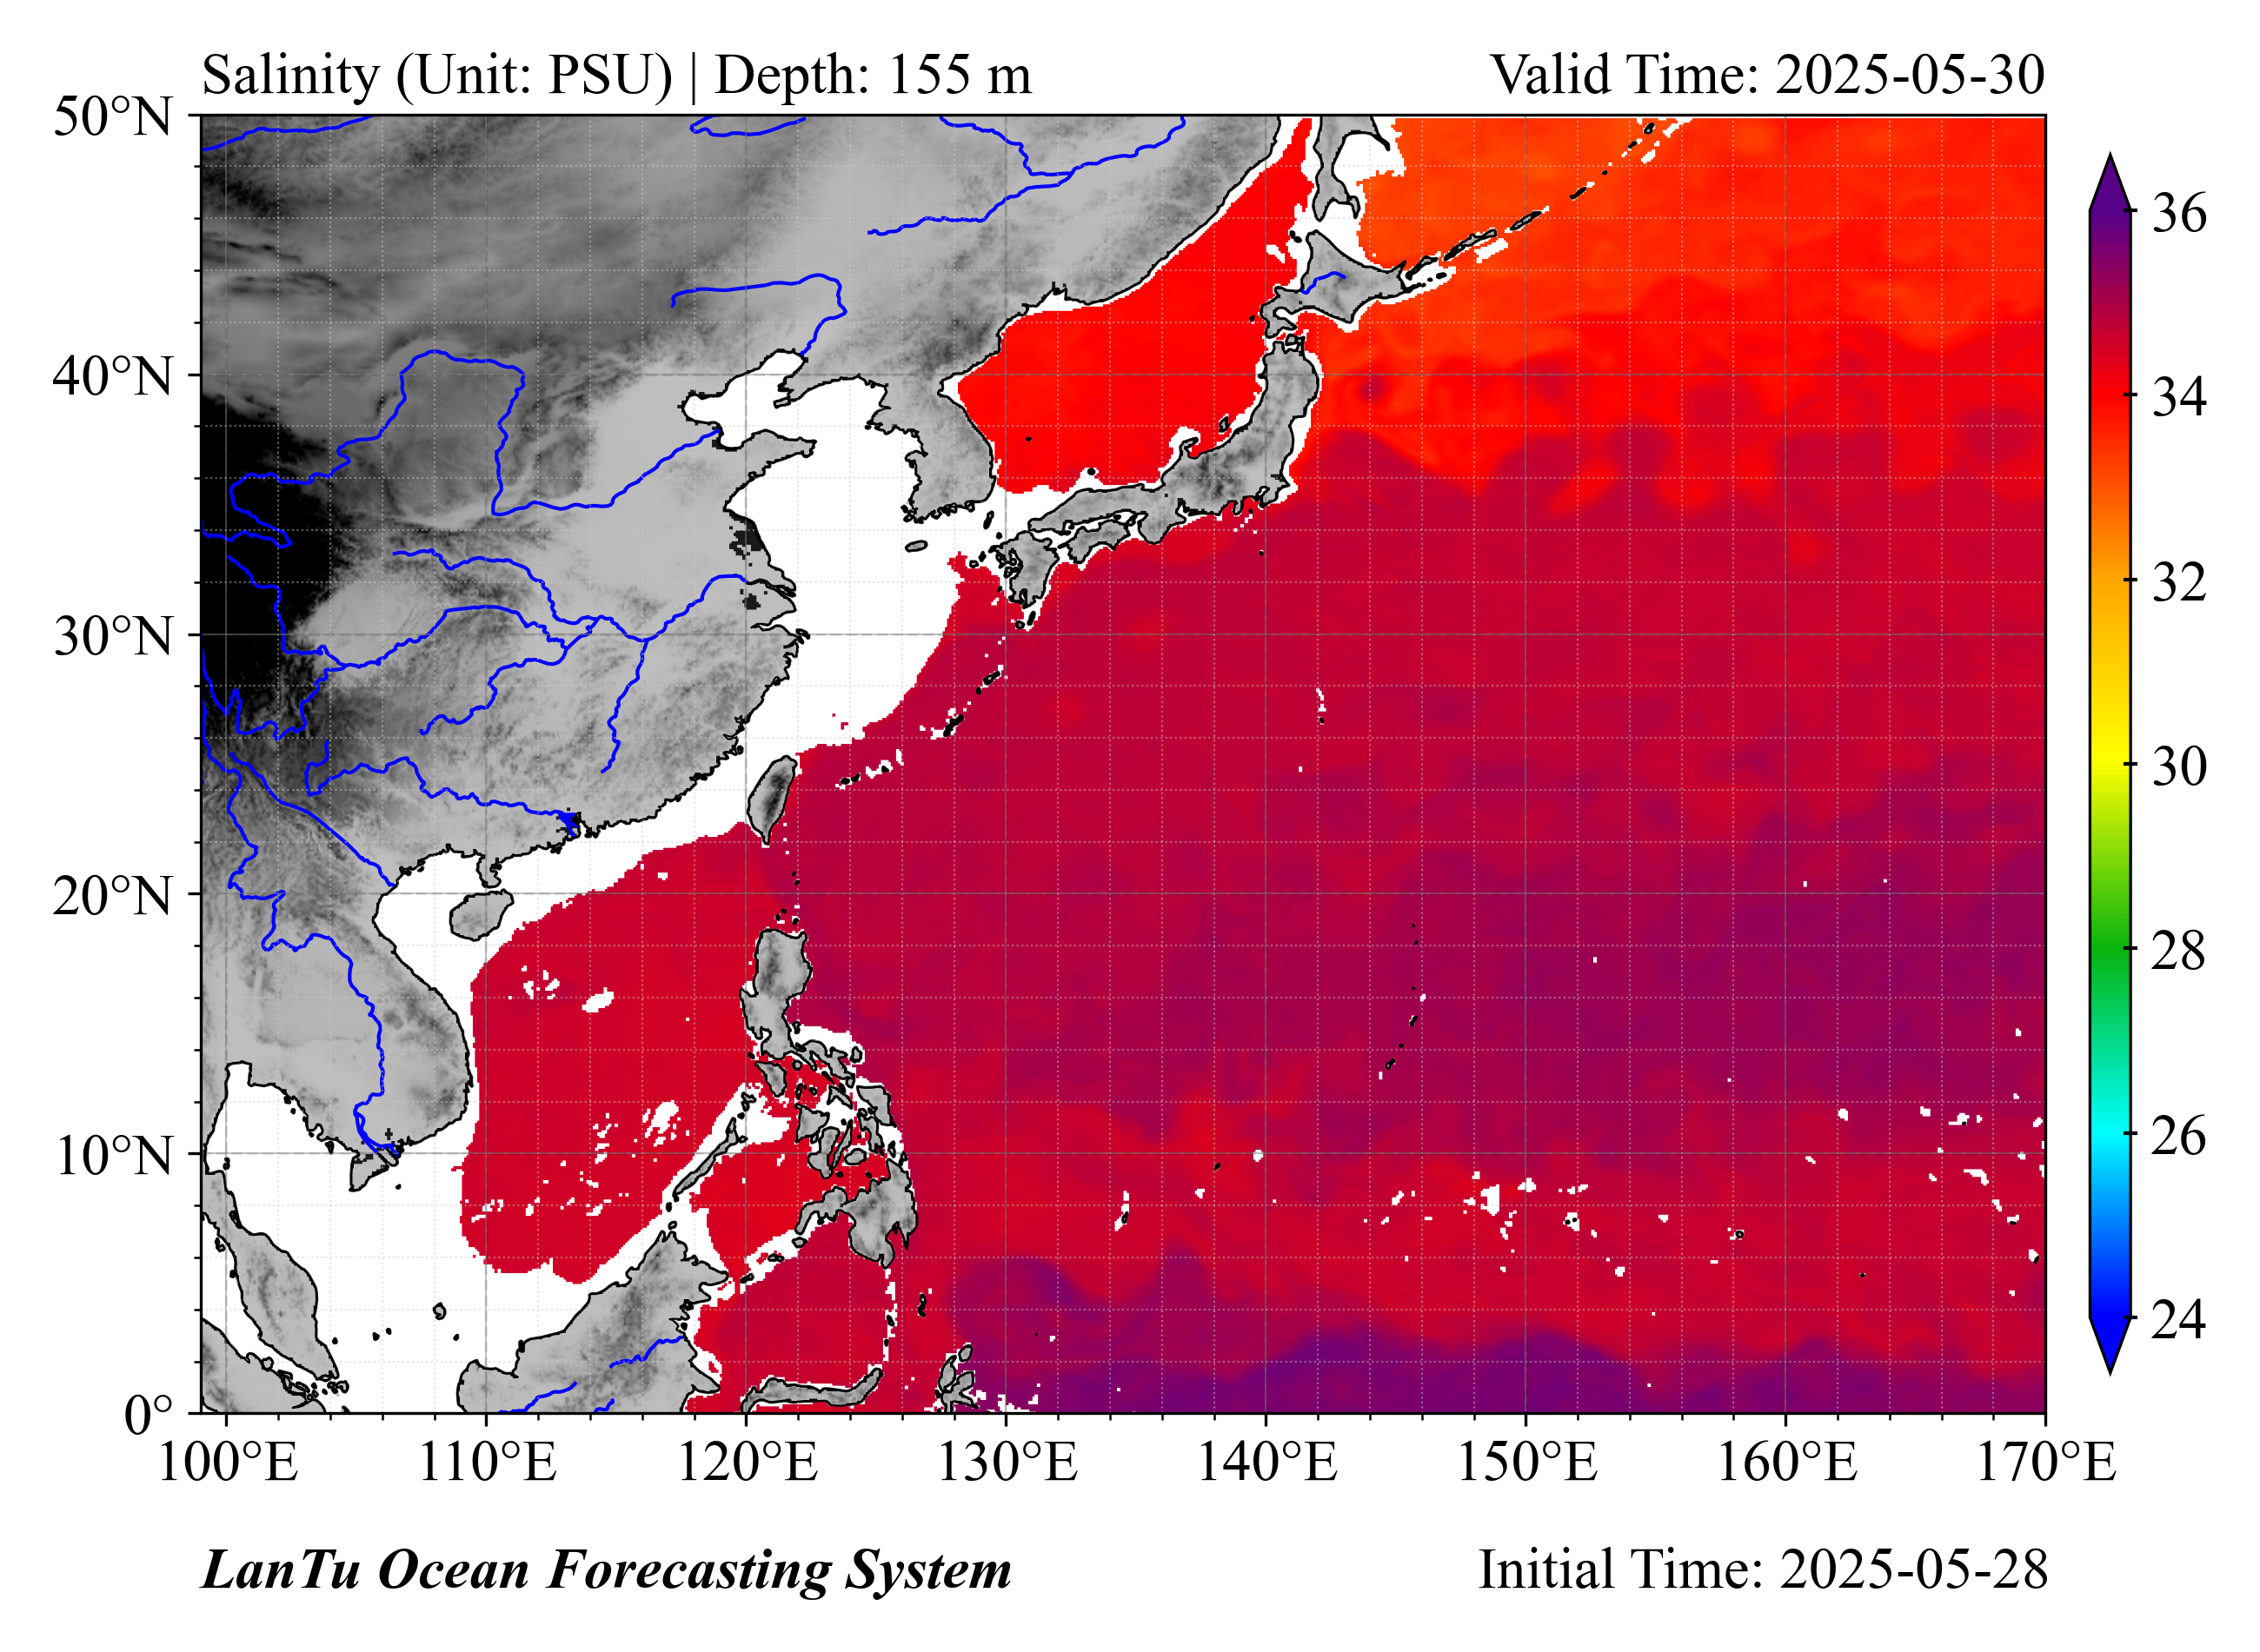 Salinity (Unit: PSU) | Depth: 155 m
Valid Time: 2025-05-30
50°N
40°N
30°N
20°N
10°N
0°
100°E
110°E
120°E
130°E
140°E
150°E
160°E
170°E
36
34
32
30
28
26
24
LanTu Ocean Forecasting System
Initial Time: 2025-05-28